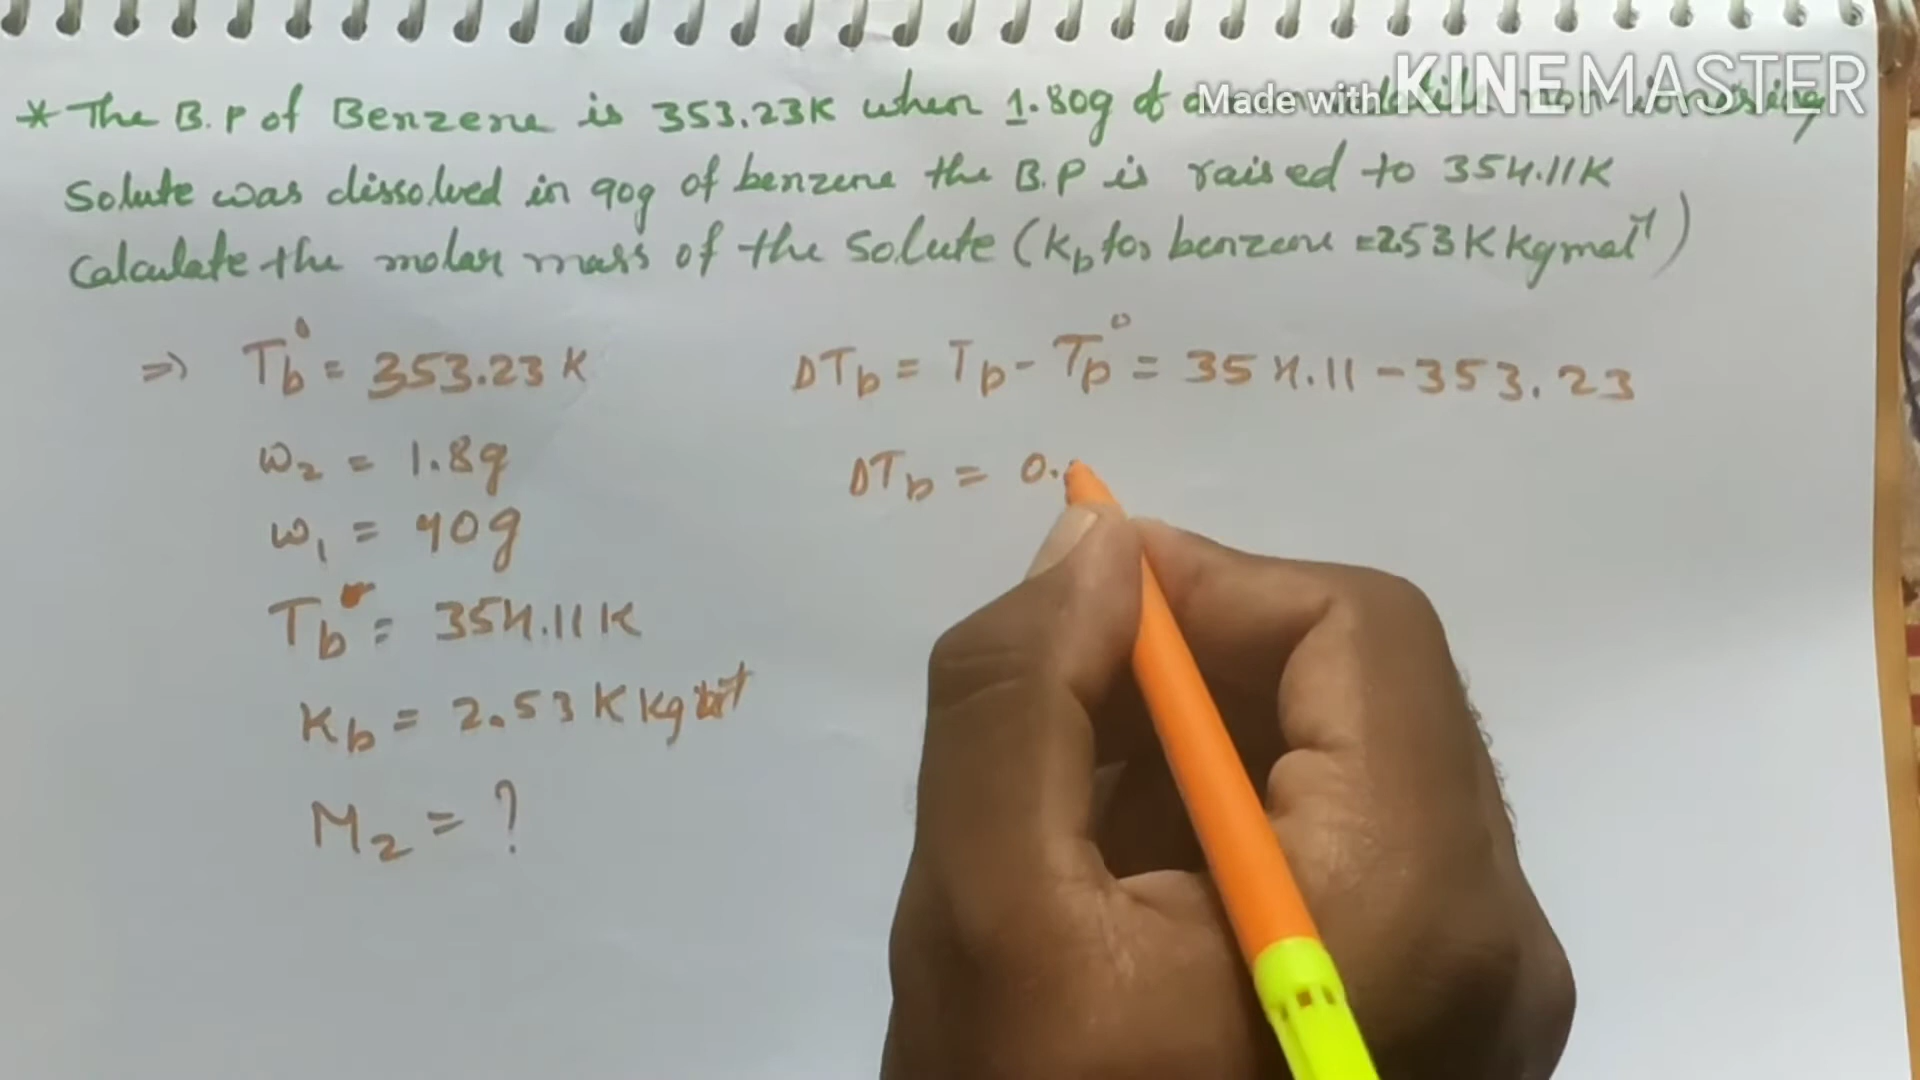 * The B.P of Benzene is 353.23K when 1.80g of
Made with KINEMASTER
Solute was dissolved in 90g of benzene the B.P is raised to 354.11K
Calculate the molar mass of the Solute (Kb for benzene = 2.53 K Kg mol⁻¹)
⇒ Tb° = 353.23 K
ΔTb = Tb - Tb° = 354.11 - 353.23
w₂ = 1.8g
ΔTb = 0.
w₁ = 90g
Tb = 354.11K
Kb = 2.53 K Kg
M₂ = ?